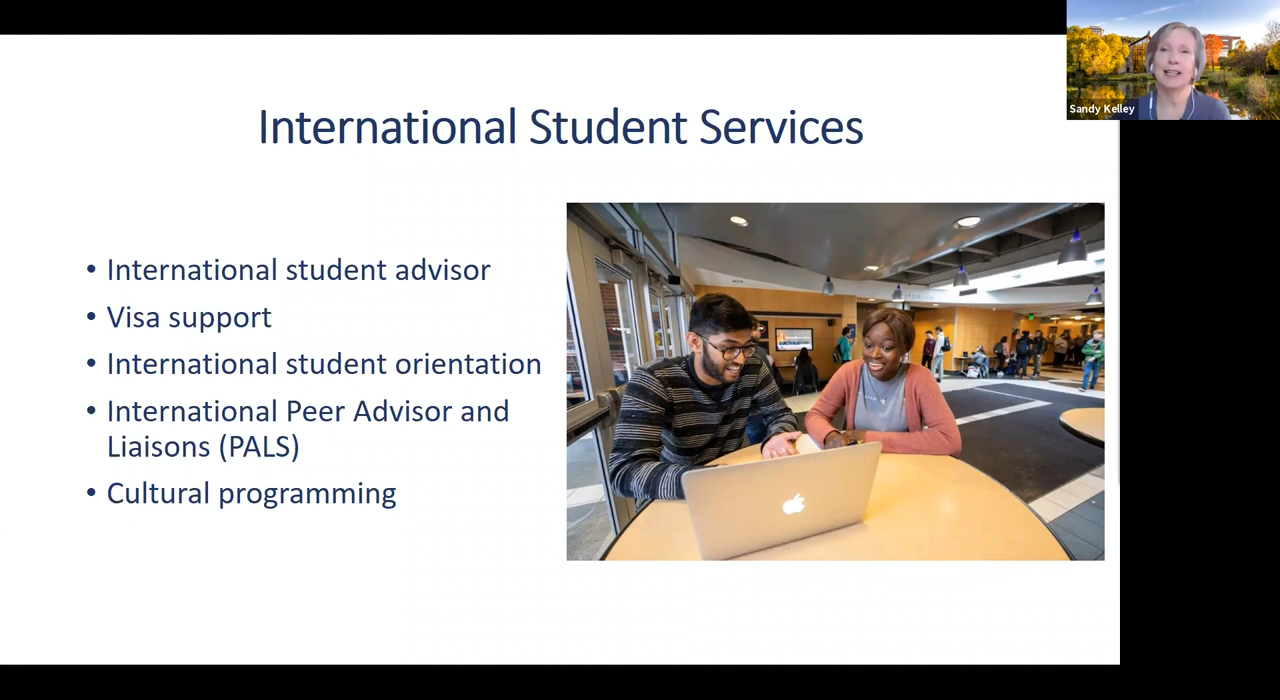 Sandy Kelley
International Student Services
• International student advisor
• Visa support
• International student orientation
• International Peer Advisor and
Liaisons (PALS)
• Cultural programming